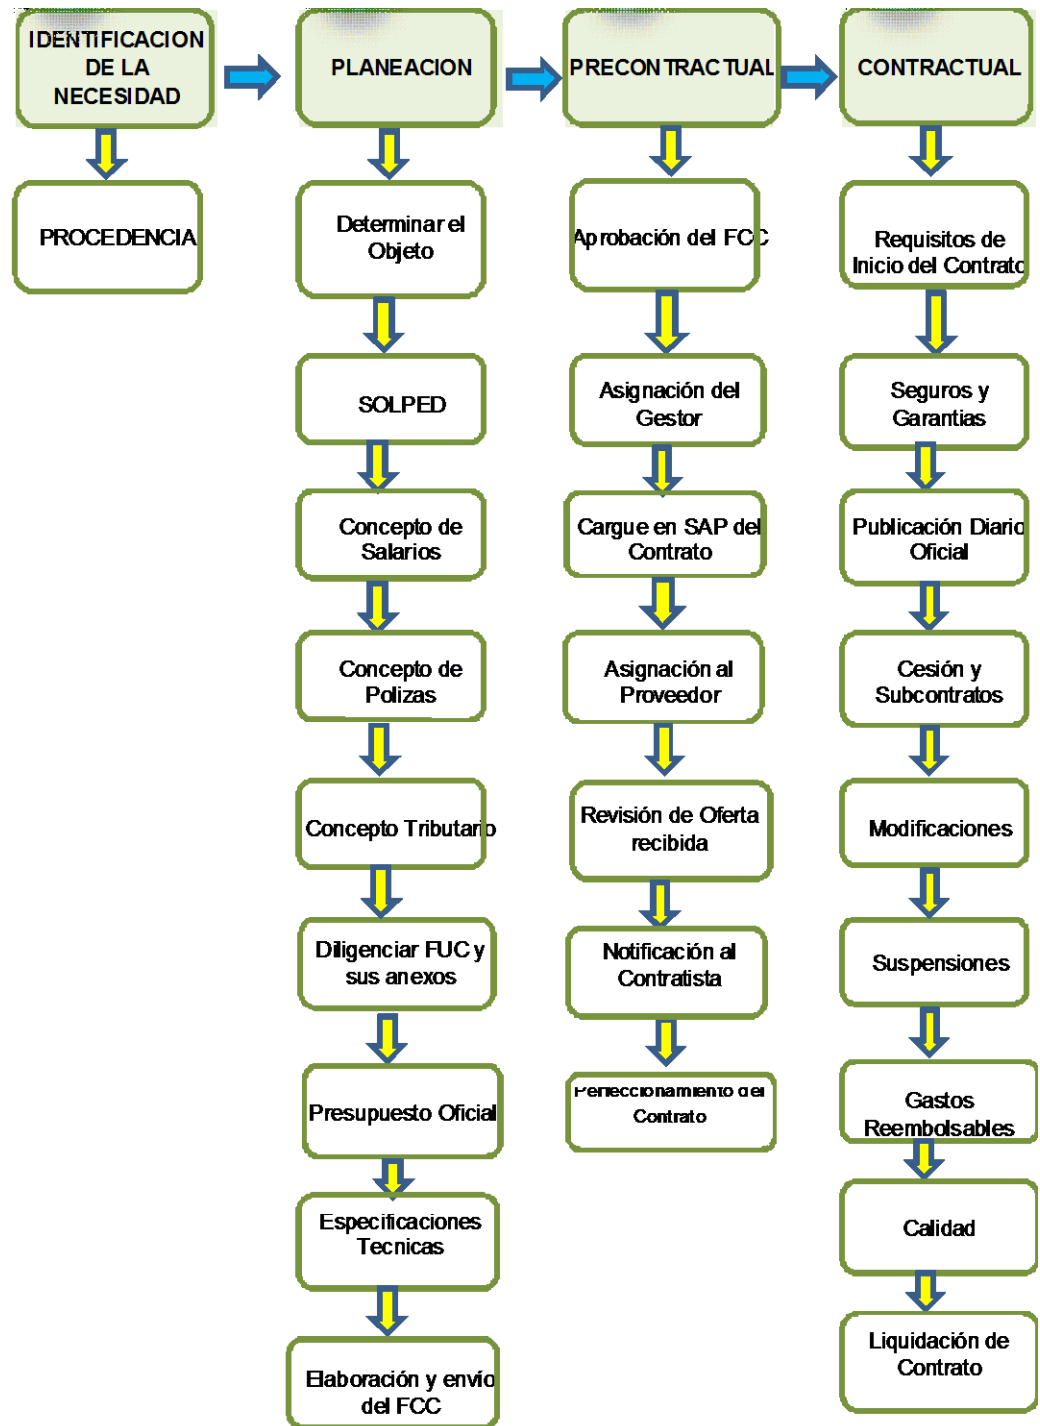 IDENTIFICACION
DE LA
NECESIDAD
PROCEDENCIA
PLANEACION
Determinar el
Objeto
SOLPED
Concepto de
Salarios
Concepto de
Polizas
Concepto Tributario
Diligenciar FUC y
sus anexos
Presupuesto Oficial
Especificaciones
Tecnicas
Elaboración y envío
del FCC
PRECONTRACTUAL
Aprobación del FCC
Asignación del
Gestor
Cargue en SAP del
Contrato
Asignación al
Proveedor
Revisión de Oferta
recibida
Notificación al
Contratista
Perfeccionamiento del
Contrato
CONTRACTUAL
Requisitos de
Inicio del Contrato
Seguros y
Garantias
Publicación Diario
Oficial
Cesión y
Subcontratos
Modificaciones
Suspensiones
Gastos
Reembolsables
Calidad
Liquidación de
Contrato